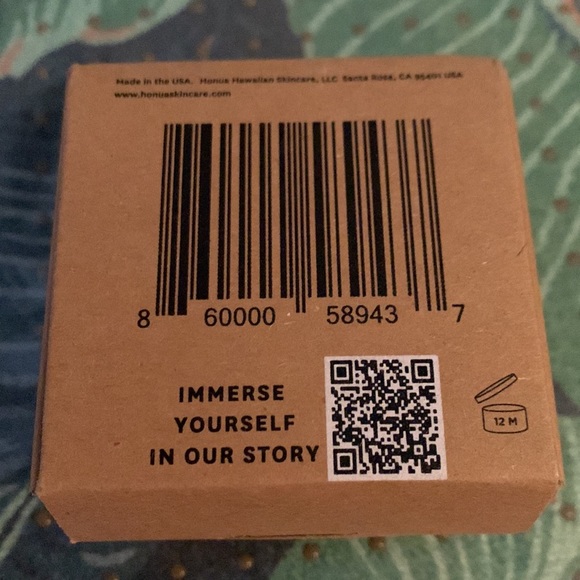 Made in the USA. Honua Hawaiian Skincare, LLC Santa Rosa, CA 95401 USA
www.honuaskincare.com
8 60000 58943 7
IMMERSE
YOURSELF
IN OUR STORY
12 M